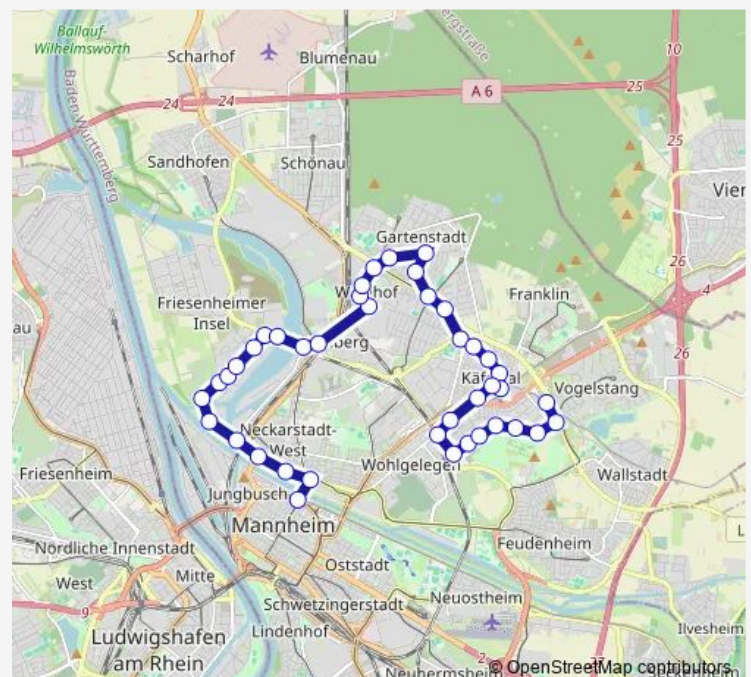 Ballauf-
Wilhelmswörth
Scharhof
Blumenau
10
24
24
A 6
25
Baden-Württemberg
25
Sandhofen
Schönau
Gartenstadt
26
4
Friesenheimer
Insel
Franklin
26
Vogelstang
Neckarstadt-
West
Wohlgelegen
Wallstadt
Friesenheim
Jungbusch
Mannheim
Feudenheim
Nördliche Innenstadt
Oststadt
West
Mitte
Neuostheim
9
Schwetzingerstadt
Ludwigshafen
am Rhein
Lindenhof
Ilvesheim
© OpenStreetMap contributors